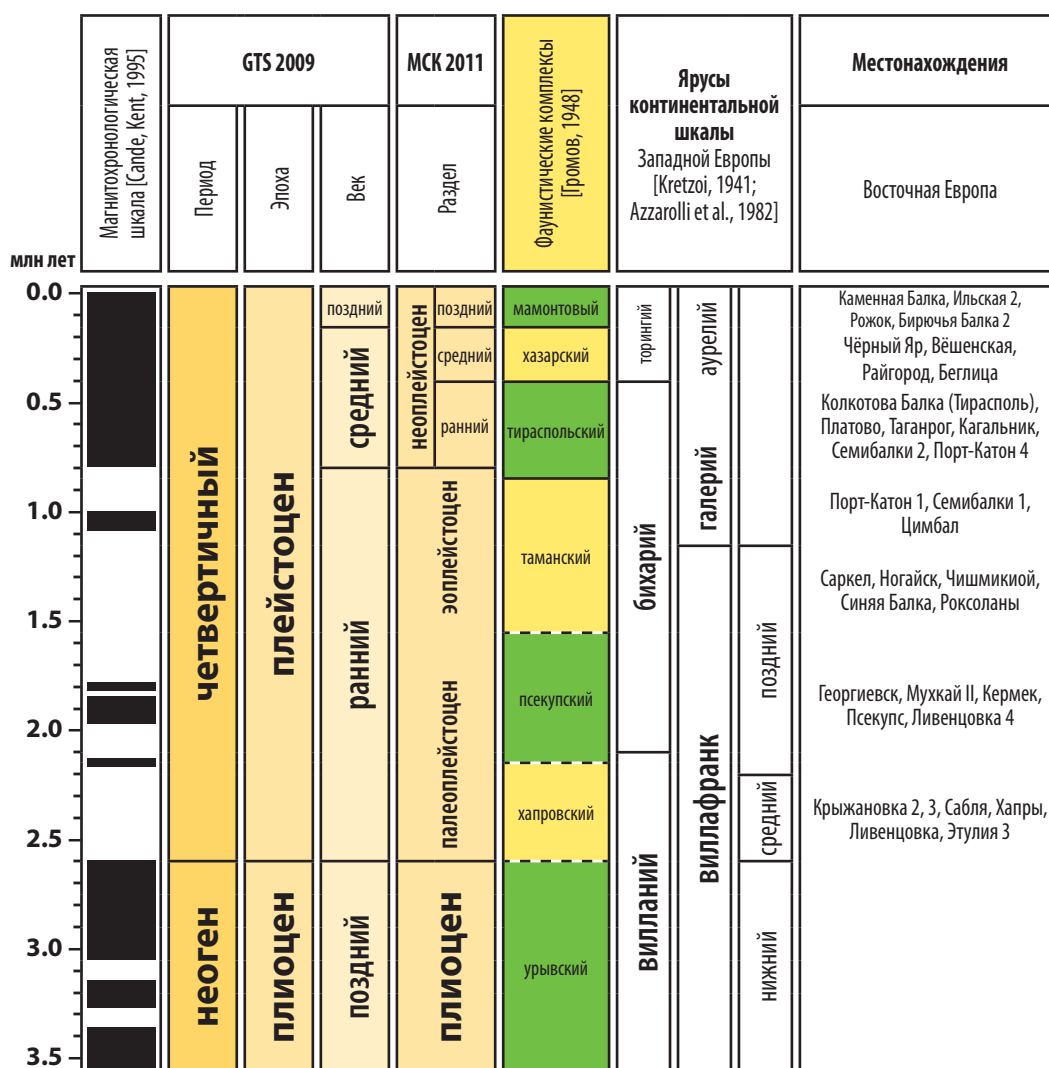 Магнитохронологическая
шкала [Cande, Kent, 1995]
GTS 2009
Период
Эпоха
Век
МСК 2011
Раздел
Фаунистические комплексы
[Громов, 1948]
Ярусы
континентальной
шкалы
Западной Европы
[Kretzoi, 1941;
Azzarolli et al., 1982]
Местонахождения
Восточная Европа
млн лет
0.0
0.5
1.0
1.5
2.0
2.5
3.0
3.5
четвертичный
неоген
плейстоцен
плиоцен
поздний
средний
ранний
поздний
неоплейстоцен
поздний
средний
ранний
эоплейстоцен
палеоплейстоцен
плиоцен
мамонтовый
хазарский
тираспольский
таманский
псекупский
хапровский
урывский
торингий
бихарий
вилланий
аурелий
галерий
виллафранк
поздний
средний
нижний
Каменная Балка, Ильская 2,
Рожок, Бирючья Балка 2
Чёрный Яр, Вёшенская,
Райгород, Беглица
Колкотова Балка (Тирасполь),
Платово, Таганрог, Кагальник,
Семибалки 2, Порт-Катон 4
Порт-Катон 1, Семибалки 1,
Цимбал
Саркел, Ногайск, Чишмикиой,
Синяя Балка, Роксоланы
Георгиевск, Мухкай II, Кермек,
Псекупс, Ливенцовка 4
Крыжановка 2, 3, Сабля, Хапры,
Ливенцовка, Этулия 3